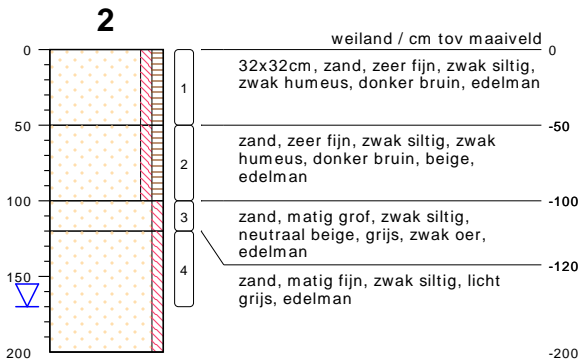 2
weiland / cm tov maaiveld
0
0
32x32cm, zand, zeer fijn, zwak siltig,
zwak humeus, donker bruin, edelman
1
50
-50
zand, zeer fijn, zwak siltig, zwak
humeus, donker bruin, beige,
edelman
2
100
-100
zand, matig grof, zwak siltig,
neutraal beige, grijs, zwak oer,
edelman
3
-120
zand, matig fijn, zwak siltig, licht
grijs, edelman
4
150
200
-200